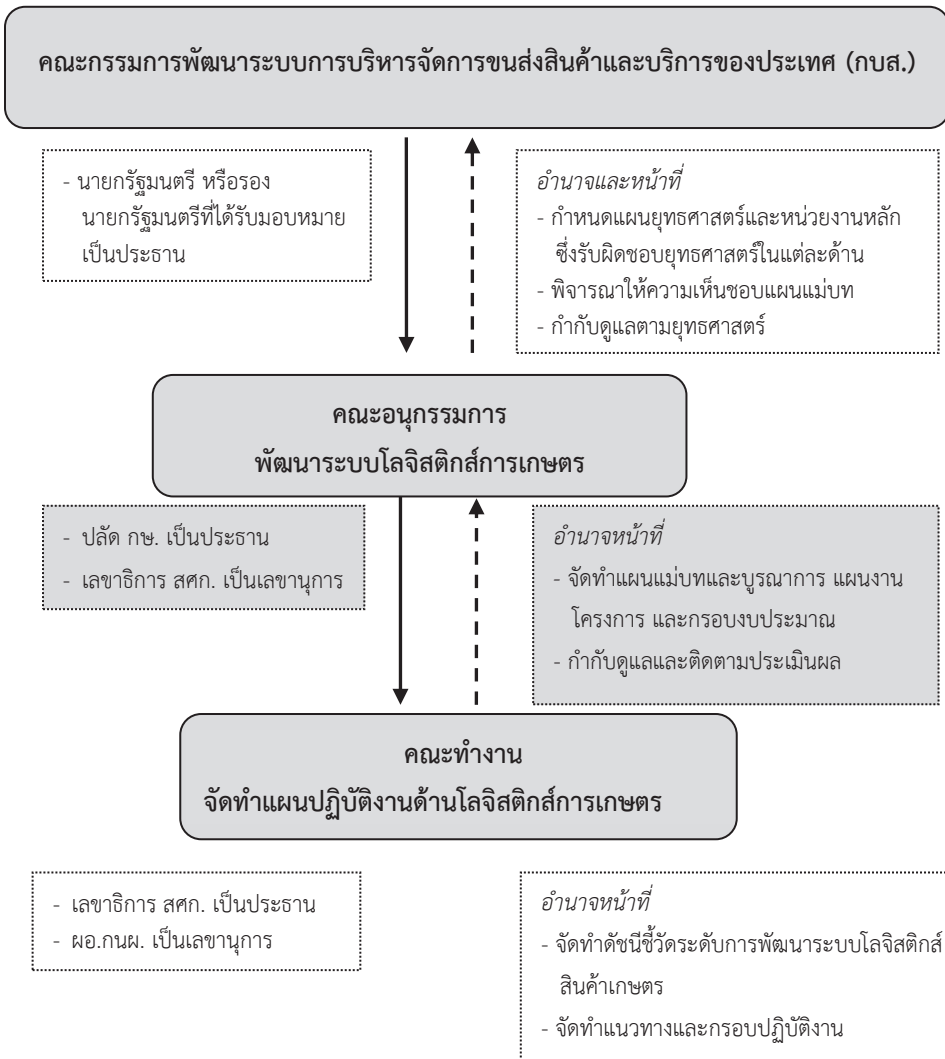 คณะกรรมการพัฒนาระบบการบริหารจัดการขนส่งสินค้าและบริการของประเทศ (กบส.)
- นายกรัฐมนตรี หรือรอง
นายกรัฐมนตรีที่ได้รับมอบหมาย
เป็นประธาน
อำนาจและหน้าที่
- กำหนดแผนยุทธศาสตร์และหน่วยงานหลัก
ซึ่งรับผิดชอบยุทธศาสตร์ในแต่ละด้าน
- พิจารณาให้ความเห็นชอบแผนแม่บท
- กำกับดูแลตามยุทธศาสตร์
คณะอนุกรรมการ
พัฒนาระบบโลจิสติกส์การเกษตร
- ปลัด กษ. เป็นประธาน
- เลขาธิการ สศก. เป็นเลขานุการ
อำนาจหน้าที่
- จัดทำแผนแม่บทและบูรณาการ แผนงาน
โครงการ และกรอบงบประมาณ
- กำกับดูแลและติดตามประเมินผล
คณะทำงาน
จัดทำแผนปฏิบัติงานด้านโลจิสติกส์การเกษตร
- เลขาธิการ สศก. เป็นประธาน
- ผอ.กนผ. เป็นเลขานุการ
อำนาจหน้าที่
- จัดทำดัชนีชี้วัดระดับการพัฒนาระบบโลจิสติกส์
สินค้าเกษตร
- จัดทำแนวทางและกรอบปฏิบัติงาน